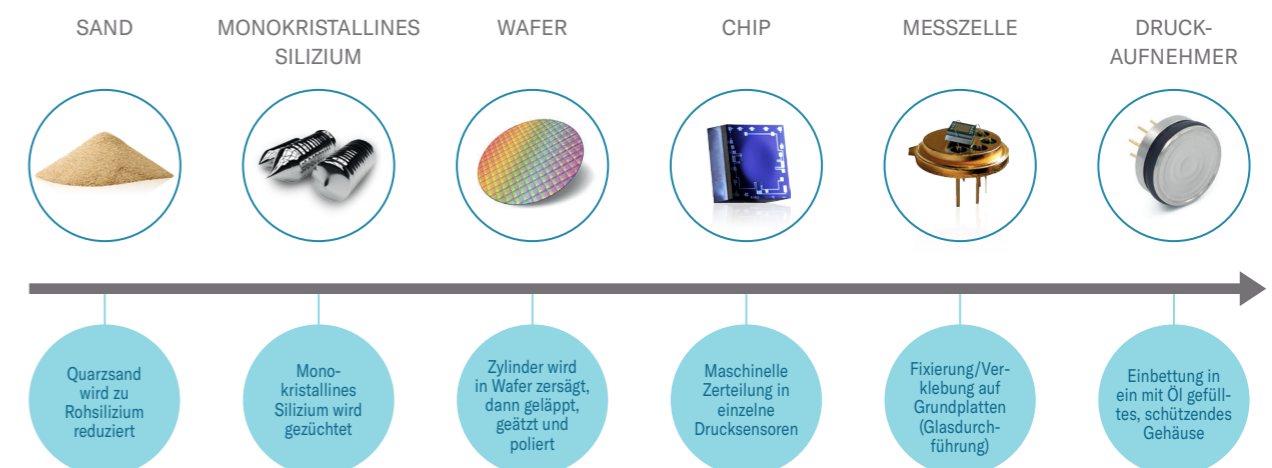 SAND
MONOKRISTALLINES
SILIZIUM
WAFER
CHIP
MESSZELLE
DRUCK-
AUFNEHMER
Quarzsand
wird zu
Rohsilizium
reduziert
Mono-
kristallines
Silizium wird
gezüchtet
Zylinder wird
in Wafer zersägt,
dann geläppt,
geätzt und
poliert
Maschinelle
Zerteilung in
einzelne
Drucksensoren
Fixierung/Ver-
klebung auf
Grundplatten
(Glasdurch-
führung)
Einbettung in
ein mit Öl gefüll-
tes, schützendes
Gehäuse